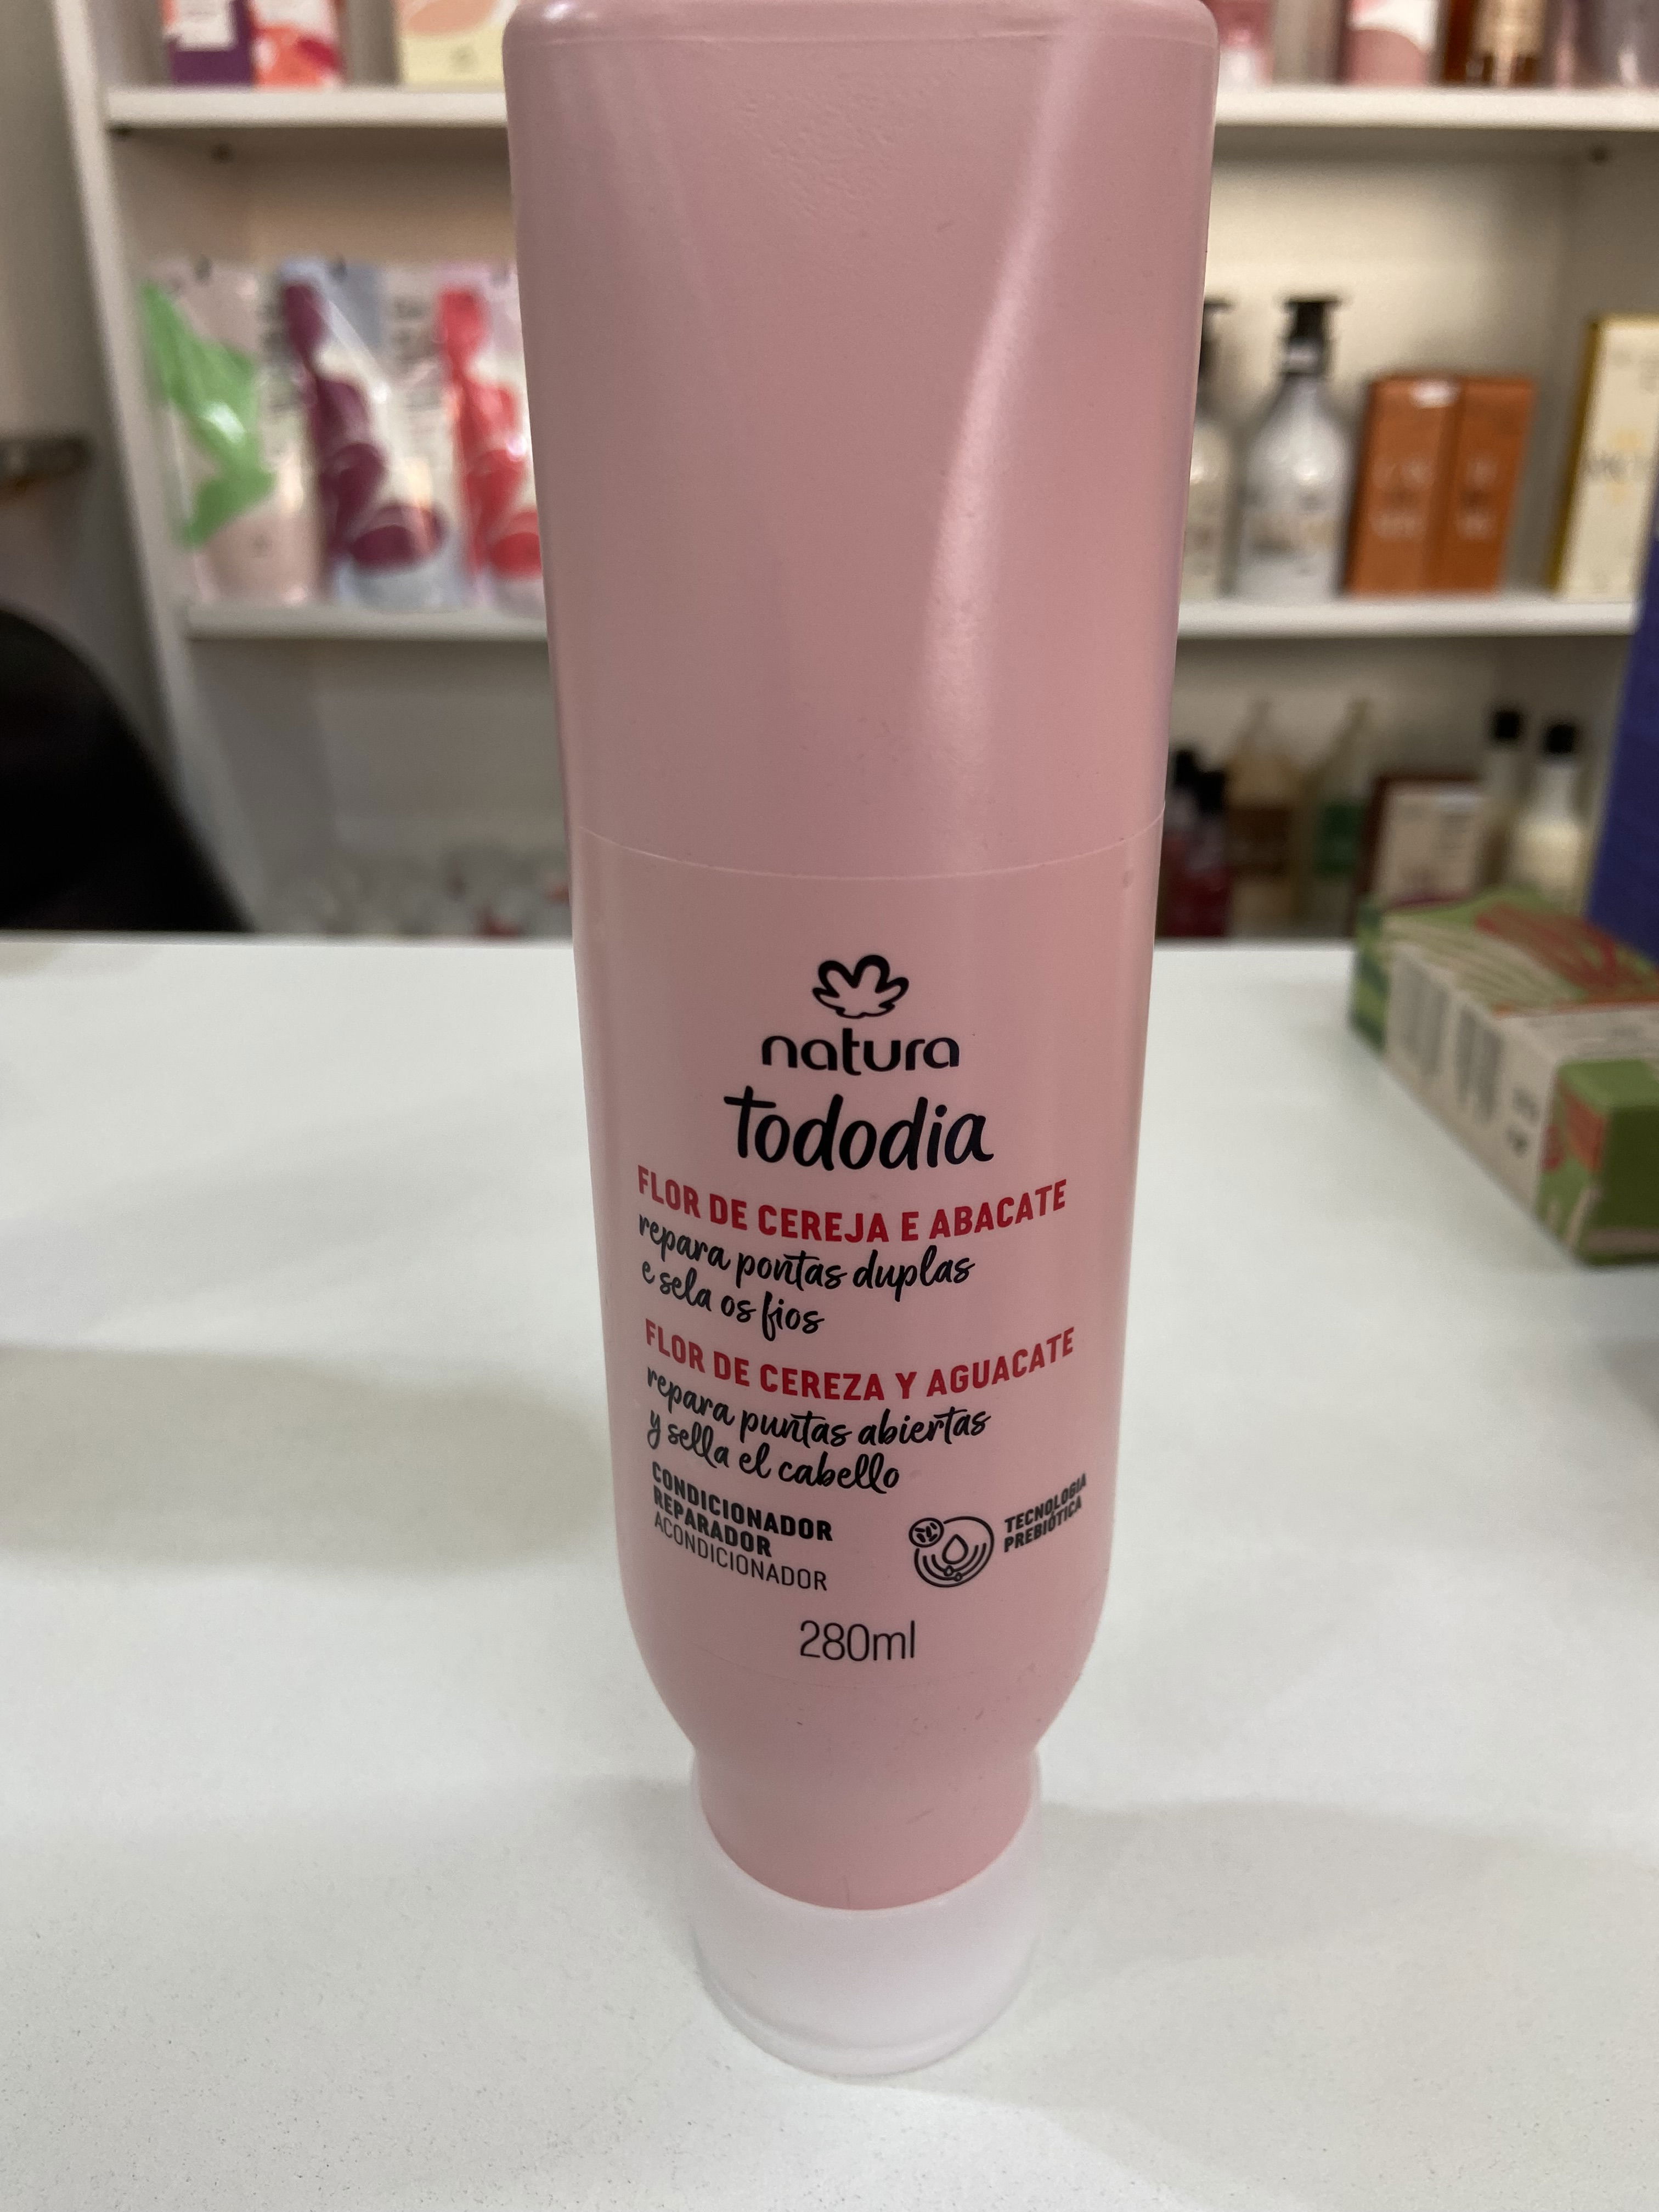 natura
tododia
FLOR DE CEREJA E ABACATE
repara pontas duplas
e sela os fios
FLOR DE CEREZA Y AGUACATE
repara puntas abiertas
y sella el cabello
CONDICIONADOR
REPARADOR
ACONDICIONADOR
TECNOLOGIA
PREBIÓTICA
280ml